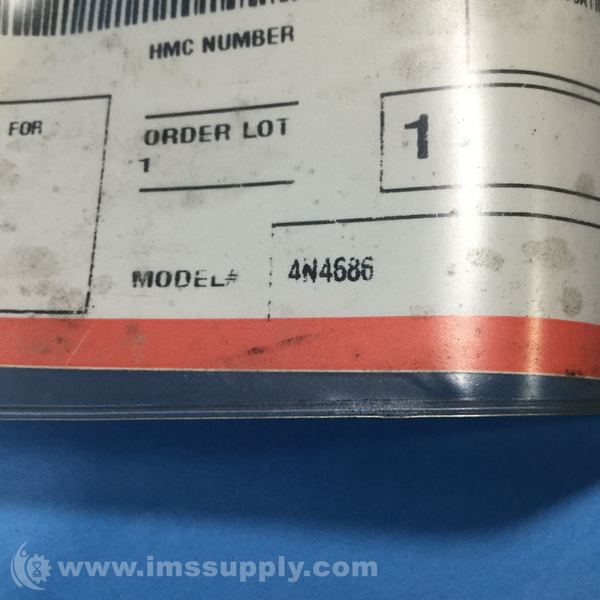 HMC NUMBER
FOR
ORDER LOT
1
1
MODEL# 4N4686
www.imssupply.com